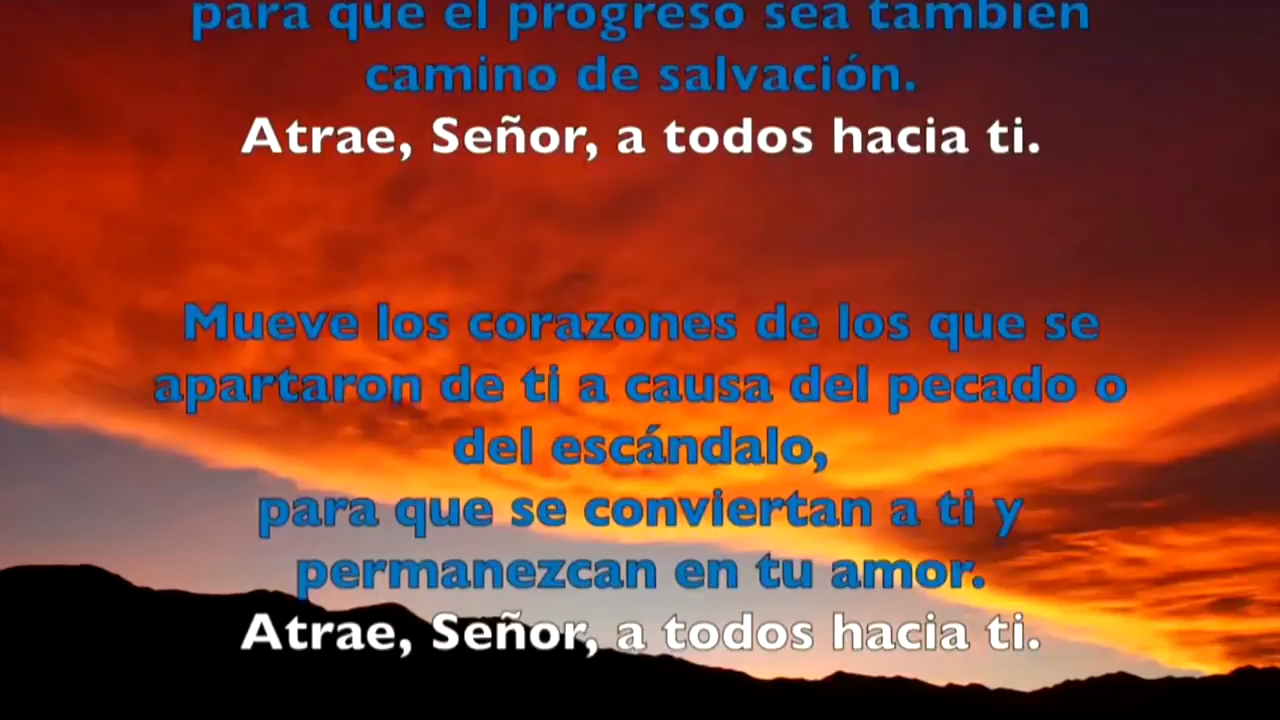 para que el progreso sea también
camino de salvación.
Atrae, Señor, a todos hacia ti.
Mueve los corazones de los que se
apartaron de ti a causa del pecado o
del escándalo,
para que se conviertan a ti y
permanezcan en tu amor.
Atrae, Señor, a todos hacia ti.